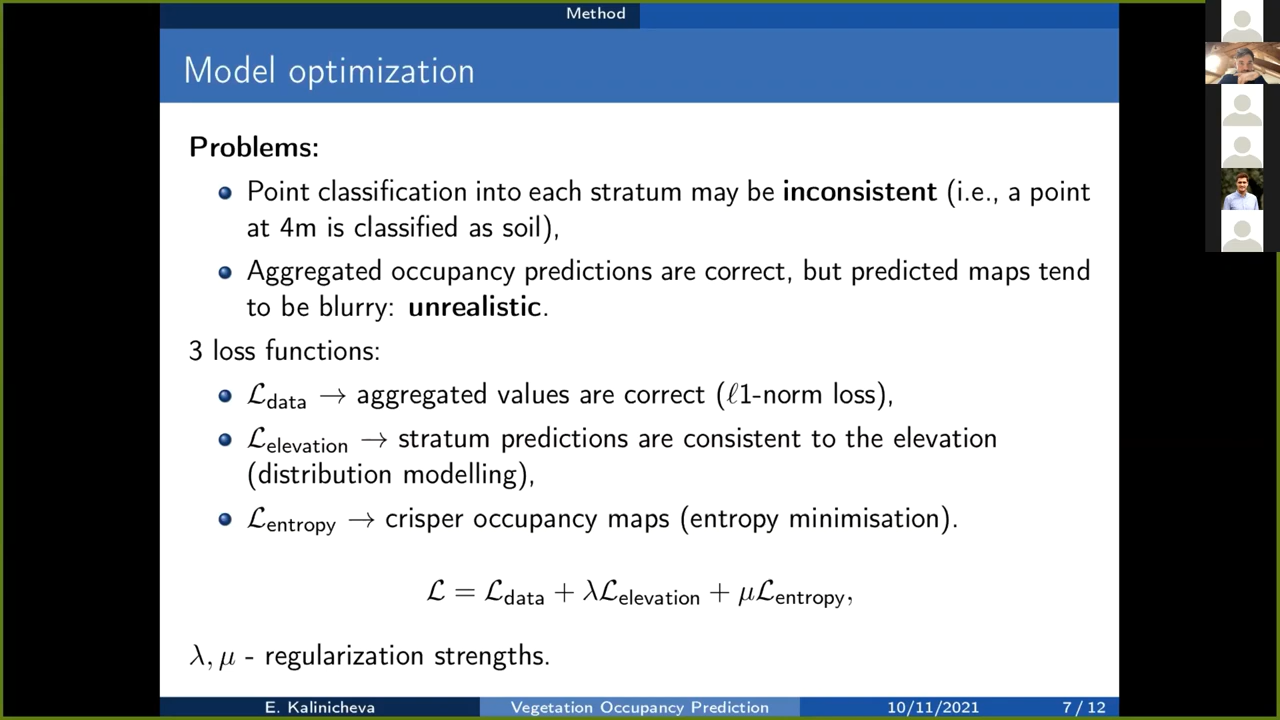 Method
Model optimization
Problems:
Point classification into each stratum may be inconsistent (i.e., a point
at 4m is classified as soil),
Aggregated occupancy predictions are correct, but predicted maps tend
to be blurry: unrealistic.
3 loss functions:
ℒdata → aggregated values are correct (ℓ1-norm loss),
ℒelevation → stratum predictions are consistent to the elevation
(distribution modelling),
ℒentropy → crisper occupancy maps (entropy minimisation).
ℒ = ℒdata + λℒelevation + μℒentropy,
λ, μ - regularization strengths.
E. Kalinicheva Vegetation Occupancy Prediction 10/11/2021 7 / 12